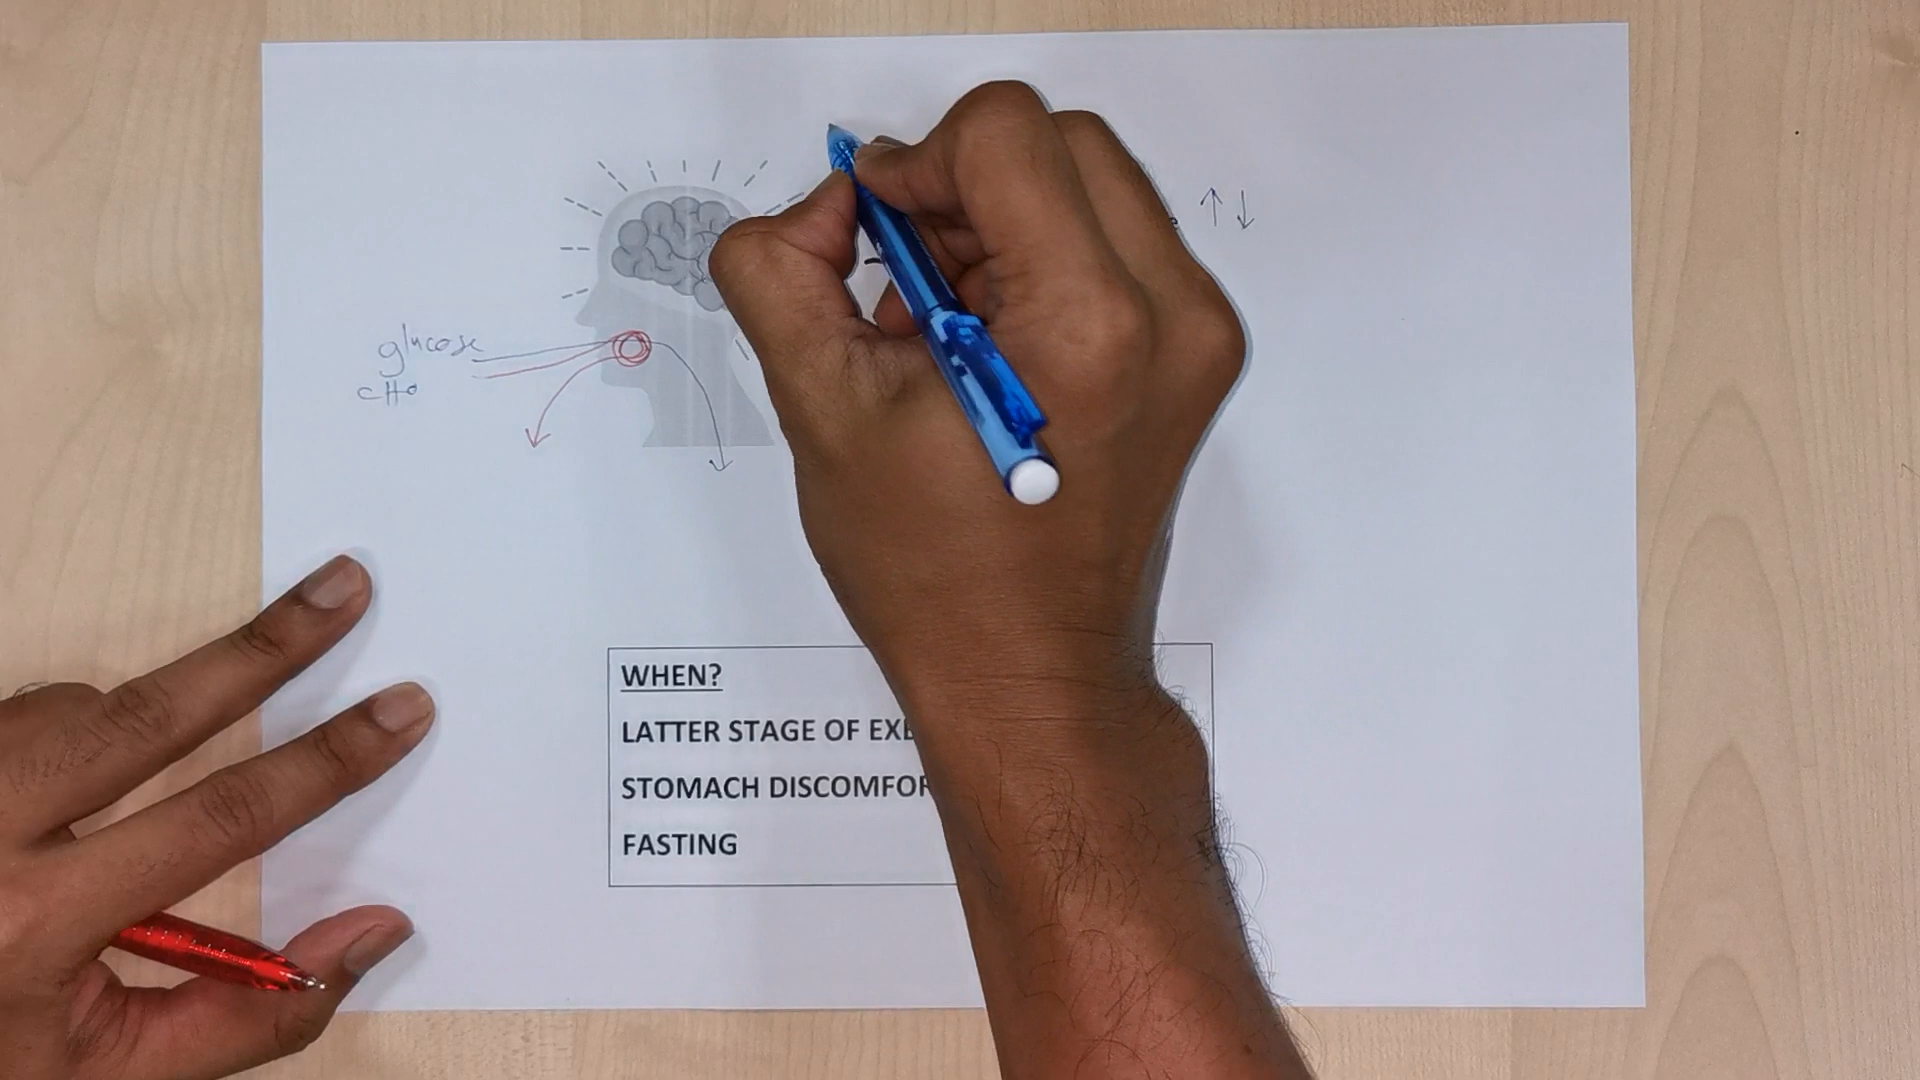 glucose
CHO
↑ ↓
WHEN?
LATTER STAGE OF EXE
STOMACH DISCOMFOR
FASTING